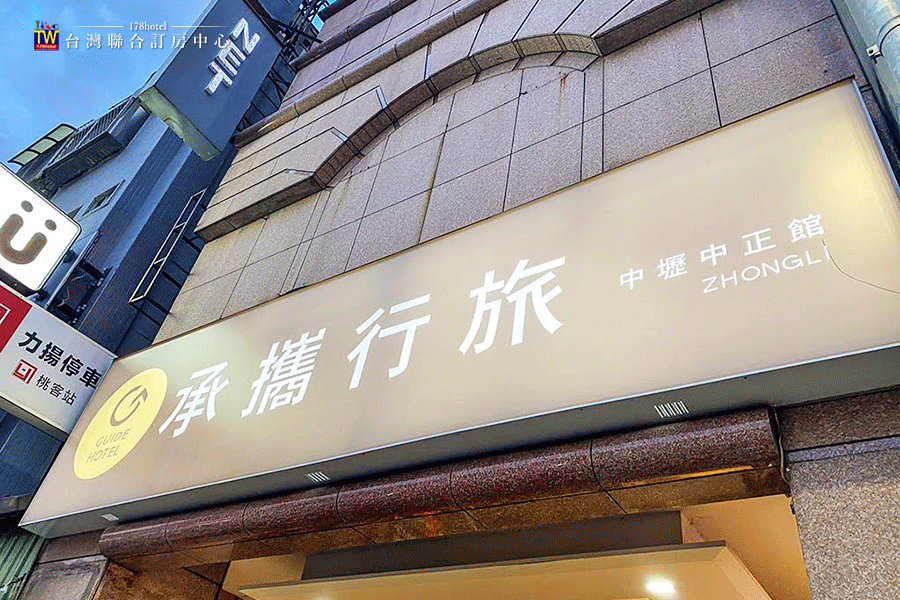 178hotel
TW
台灣聯合訂房中心
力揚停車
桃客站
GUIDE
HOTEL
承攜行旅
中壢中正館
ZHONGLI